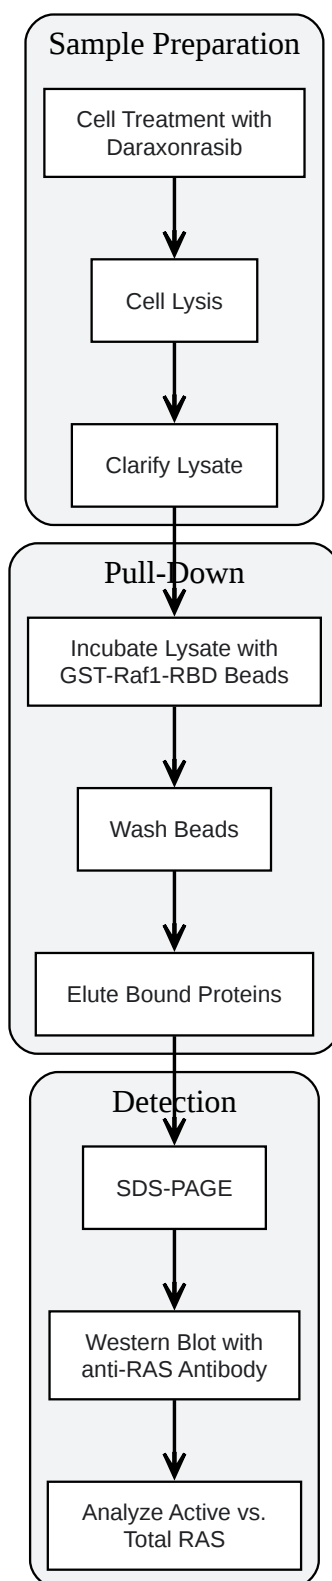 Sample Preparation
Cell Treatment with
Daraxonrasib
Cell Lysis
Clarify Lysate
Pull-Down
Incubate Lysate with
GST-Raf1-RBD Beads
Wash Beads
Elute Bound Proteins
Detection
SDS-PAGE
Western Blot with
anti-RAS Antibody
Analyze Active vs.
Total RAS